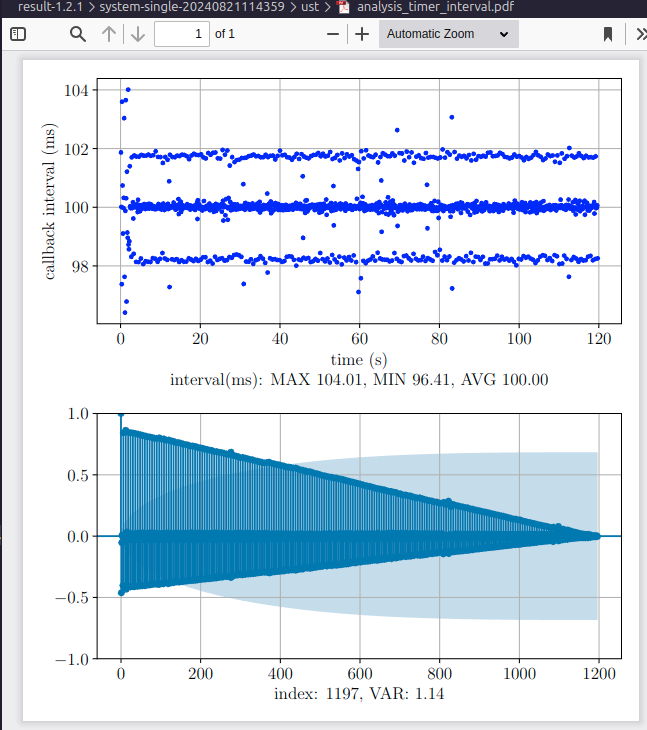 result-1.2.1 > system-single-20240821114359 > ust > analysis_timer_interval.pdf
1 of 1
Automatic Zoom
104
102
100
98
callback interval (ms)
0 20 40 60 80 100 120
time (s)
interval(ms): MAX 104.01, MIN 96.41, AVG 100.00
1.0
0.5
0.0
−0.5
−1.0
0 200 400 600 800 1000 1200
index: 1197, VAR: 1.14